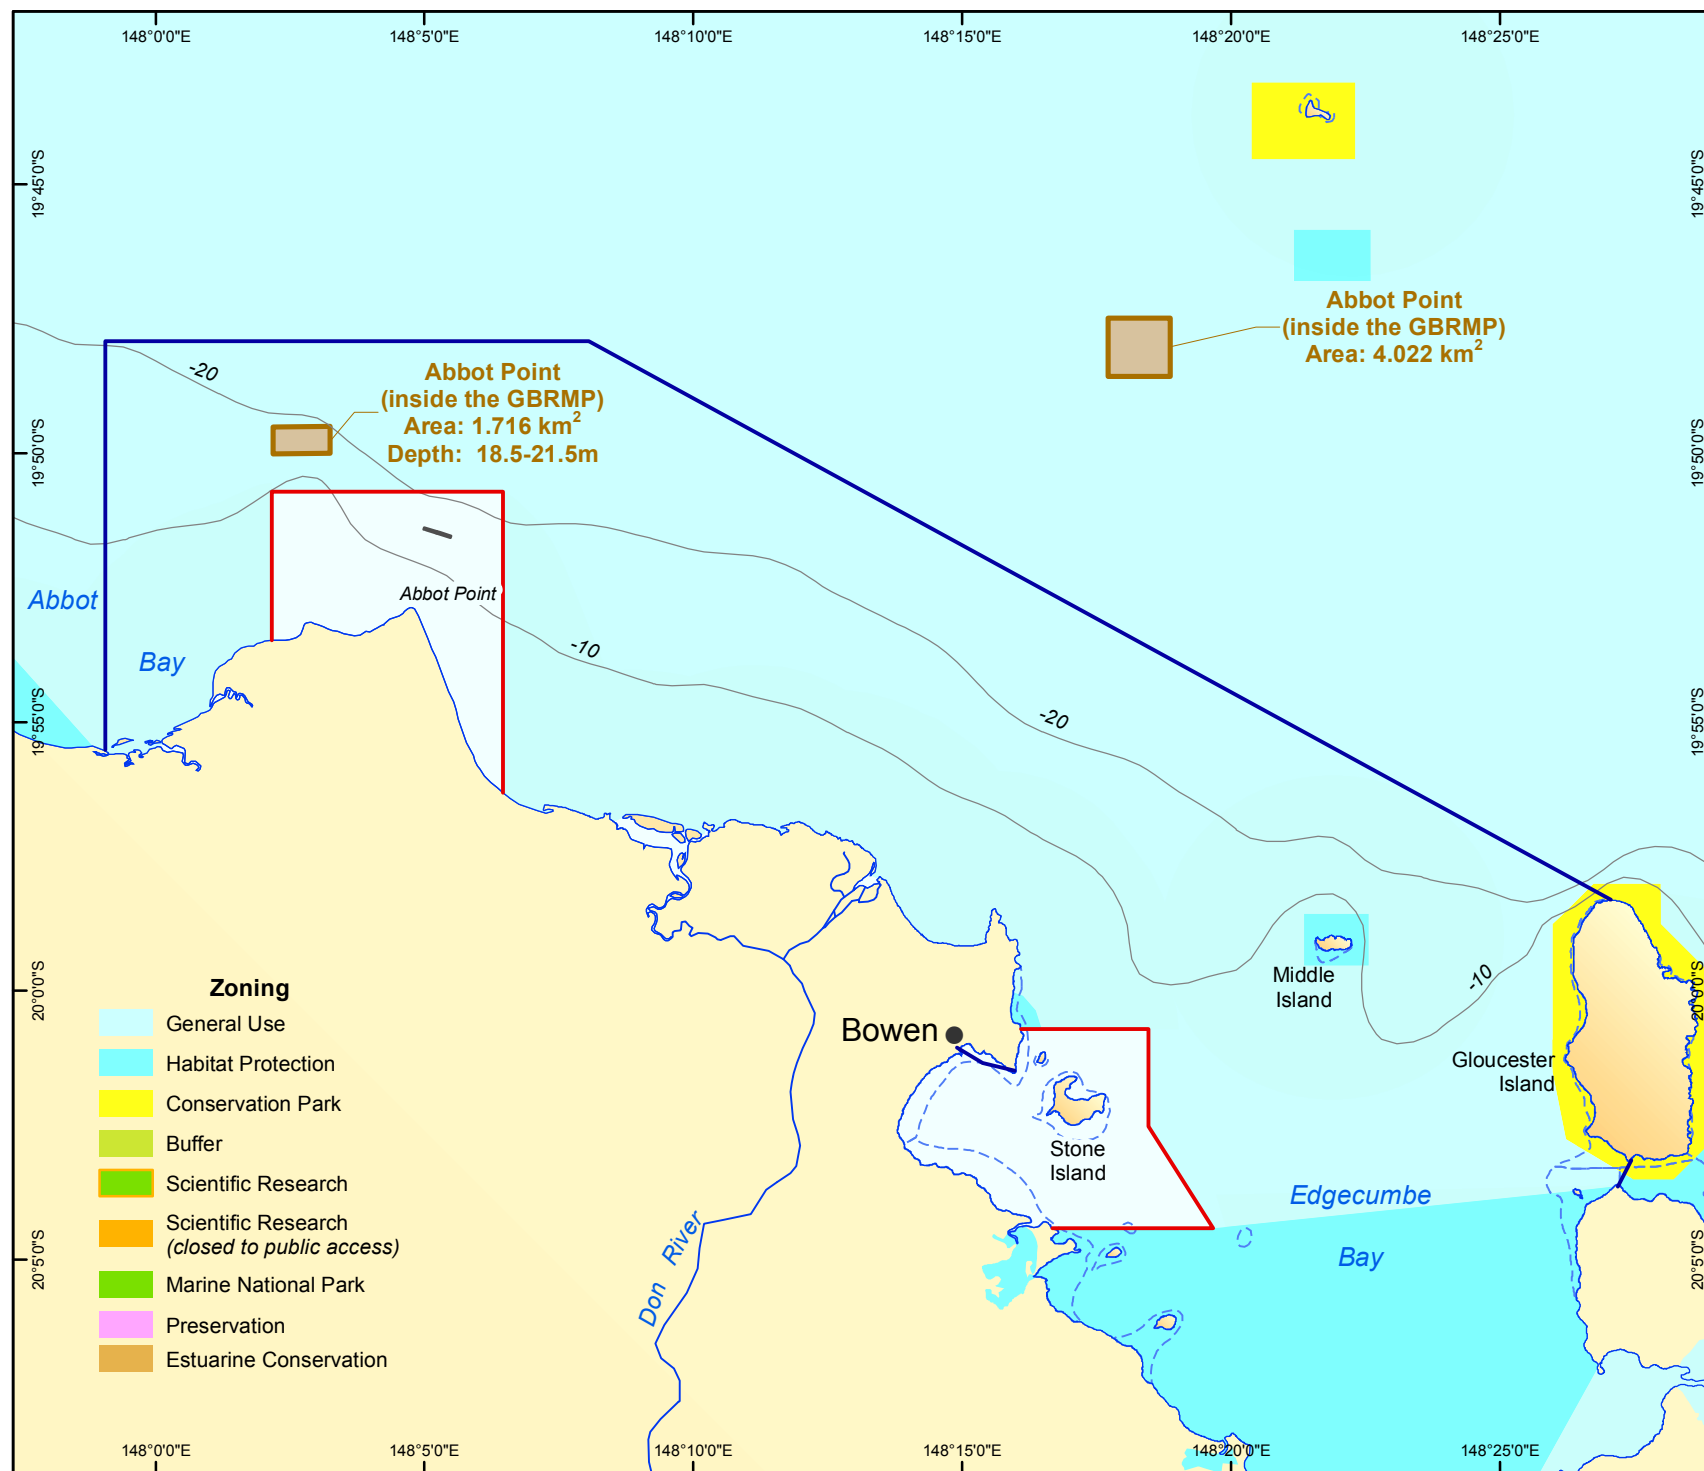 148°0'0"E
148°5'0"E
148°10'0"E
148°15'0"E
148°20'0"E
148°25'0"E
19°45'0"S
19°45'0"S
Abbot Point
(inside the GBRMP)
Area: 4.022 km²
-20
Abbot Point
(inside the GBRMP)
Area: 1.716 km²
Depth: 18.5-21.5m
19°50'0"S
19°50'0"S
Abbot Point
Abbot
Bay
-10
-20
19°55'0"S
19°55'0"S
Middle
Island
-10
20°0'0"S
20°0'0"S
Bowen
Gloucester
Island
Stone
Island
Edgecumbe
Bay
Don River
20°5'0"S
20°5'0"S
Zoning
General Use
Habitat Protection
Conservation Park
Buffer
Scientific Research
Scientific Research
(closed to public access)
Marine National Park
Preservation
Estuarine Conservation
148°0'0"E
148°5'0"E
148°10'0"E
148°15'0"E
148°20'0"E
148°25'0"E